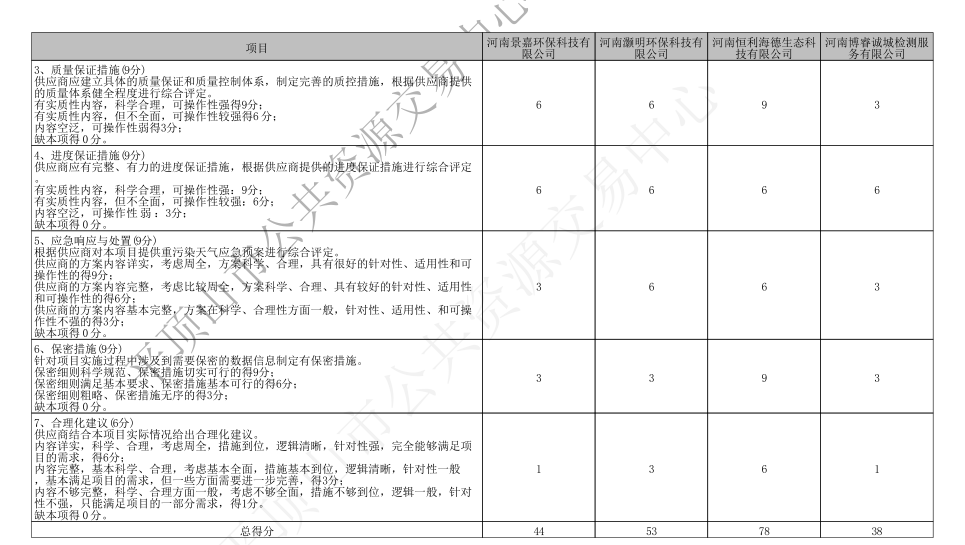 项目
河南景嘉环保科技有
限公司
河南灏明环保科技有
限公司
河南恒利海德生态科
技有限公司
河南博睿诚城检测服
务有限公司
3、质量保证措施(9分)
供应商应建立具体的质量保证和质量控制体系，制定完善的质控措施，根据供应商提供
的质量体系健全程度进行综合评定。
有实质性内容，科学合理，可操作性强得9分；
有实质性内容，但不全面，可操作性较强得6 分；
内容空泛，可操作性弱得3分；
缺本项得 0 分。
6
6
9
3
4、进度保证措施(9分)
供应商应有完整、有力的进度保证措施，根据供应商提供的进度保证措施进行综合评定
。
有实质性内容，科学合理，可操作性强：9分；
有实质性内容，但不全面，可操作性较强：6分；
内容空泛，可操作性 弱 ：3分；
缺本项得 0 分。
6
6
6
6
5、应急响应与处置(9分)
根据供应商对本项目提供重污染天气应急预案进行综合评定。
供应商的方案内容详实，考虑周全，方案科学、合理，具有很好的针对性、适用性和可
操作性的得9分；
供应商的方案内容完整，考虑比较周全，方案科学、合理、具有较好的针对性、适用性
和可操作性的得6分；
供应商的方案内容基本完整，方案在科学、合理性方面一般，针对性、适用性、和可操
作性不强的得3分；
缺本项得 0 分。
3
6
6
3
6、保密措施(9分)
针对项目实施过程中涉及到需要保密的数据信息制定有保密措施。
保密细则科学规范、保密措施切实可行的得9分；
保密细则满足基本要求、保密措施基本可行的得6分；
保密细则粗略、保密措施无序的得3分；
缺本项得 0 分。
3
3
9
3
7、合理化建议(6分)
供应商结合本项目实际情况给出合理化建议。
内容详实，科学、合理，考虑周全，措施到位，逻辑清晰，针对性强，完全能够满足项
目的需求，得6分；
内容完整，基本科学、合理，考虑基本全面，措施基本到位，逻辑清晰，针对性一般
，基本满足项目的需求，但一些方面需要进一步完善，得3分；
内容不够完整，科学、合理方面一般，考虑不够全面，措施不够到位，逻辑一般，针对
性不强，只能满足项目的一部分需求，得1分。
缺本项得 0 分。
1
3
6
1
总得分
44
53
78
38
平顶山市公共资源交易中心
平顶山市公共资源交易中心